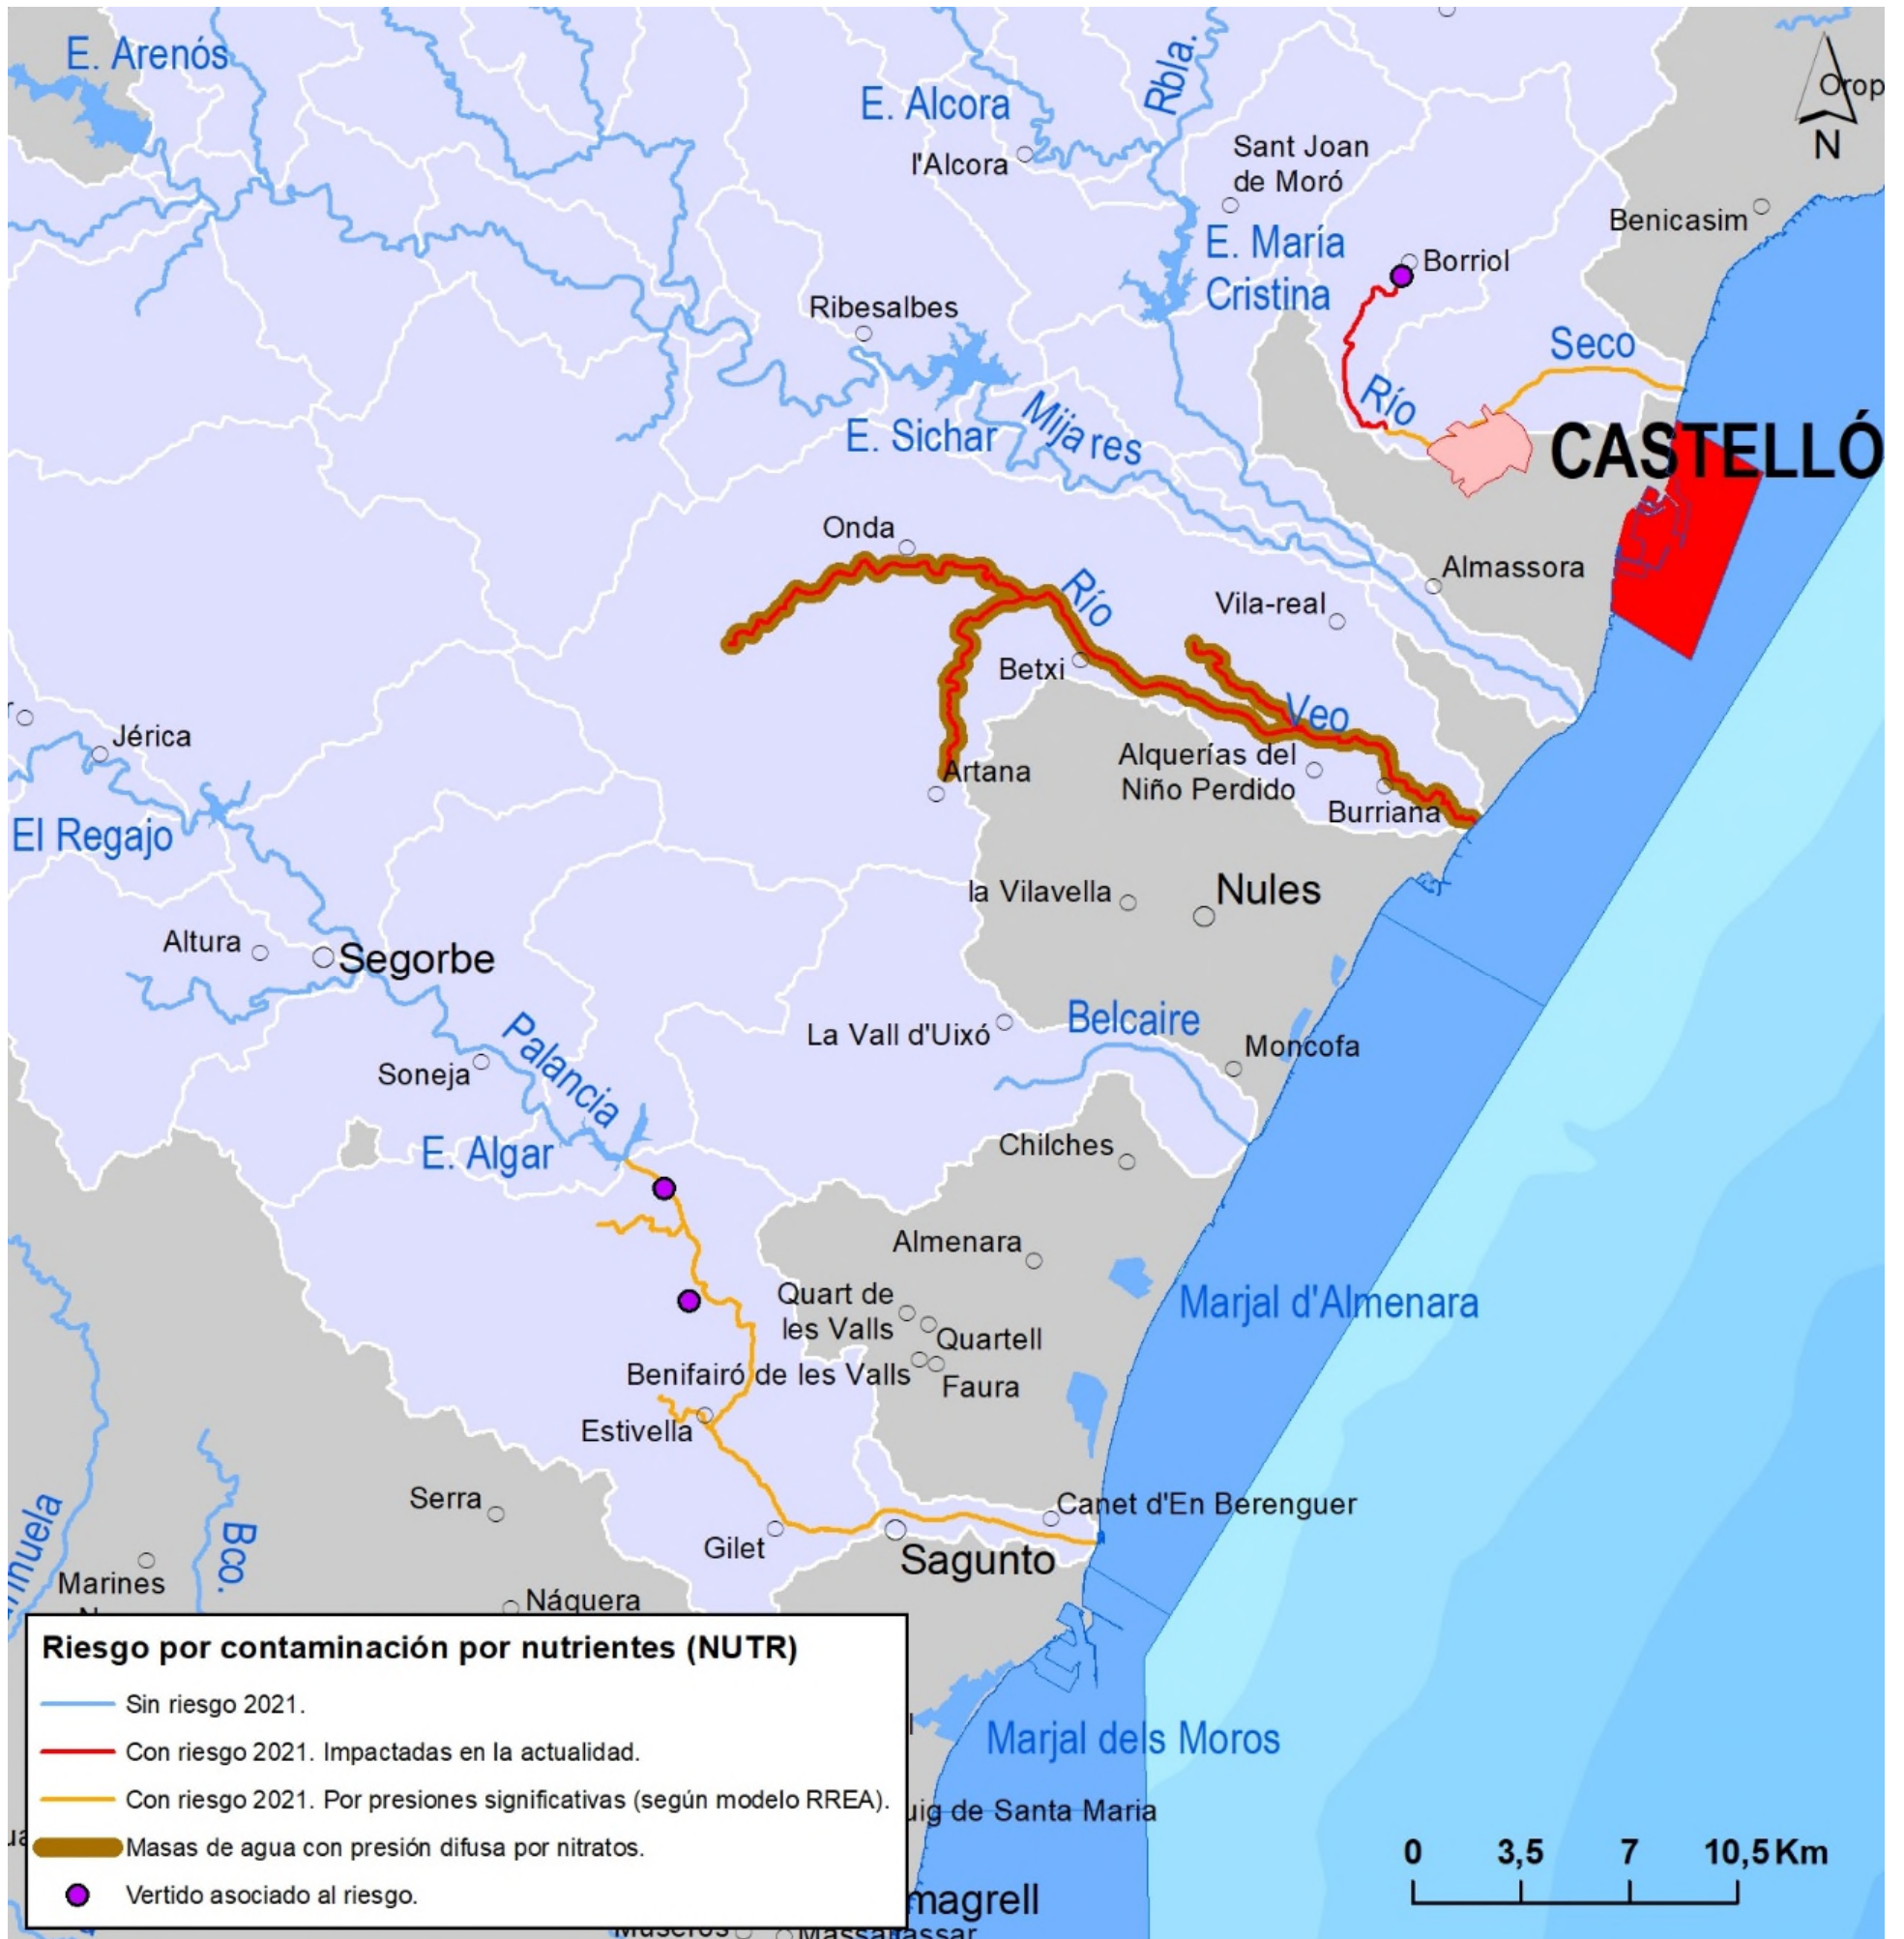 E. Arenós
E. Alcora
Rbla.
l'Alcora
Sant Joan
de Moró
N
Benicasim
E. María
Cristina
Borriol
Ribesalbes
Seco
Río
E. Sichar
Mijares
CASTELLÓ
Onda
Río
Almassora
Vila-real
Betxi
Veo
Jérica
Alquerías del
Niño Perdido
Artana
Burriana
El Regajo
la Vilavella
Nules
Altura
Segorbe
Palancia
La Vall d'Uixó
Belcaire
Moncofa
Soneja
E. Algar
Chilches
Almenara
Quart de
les Valls
Marjal d'Almenara
Quartell
Benifairó de les Valls
Faura
Estivella
Serra
Canet d'En Berenguer
Bco.
Gilet
Sagunto
Marines
Náquera
Riesgo por contaminación por nutrientes (NUTR)
Sin riesgo 2021.
Con riesgo 2021. Impactadas en la actualidad.
Con riesgo 2021. Por presiones significativas (según modelo RREA).
Masas de agua con presión difusa por nitratos.
Vertido asociado al riesgo.
Marjal dels Moros
uig de Santa Maria
magrell
0 3,5 7 10,5 Km